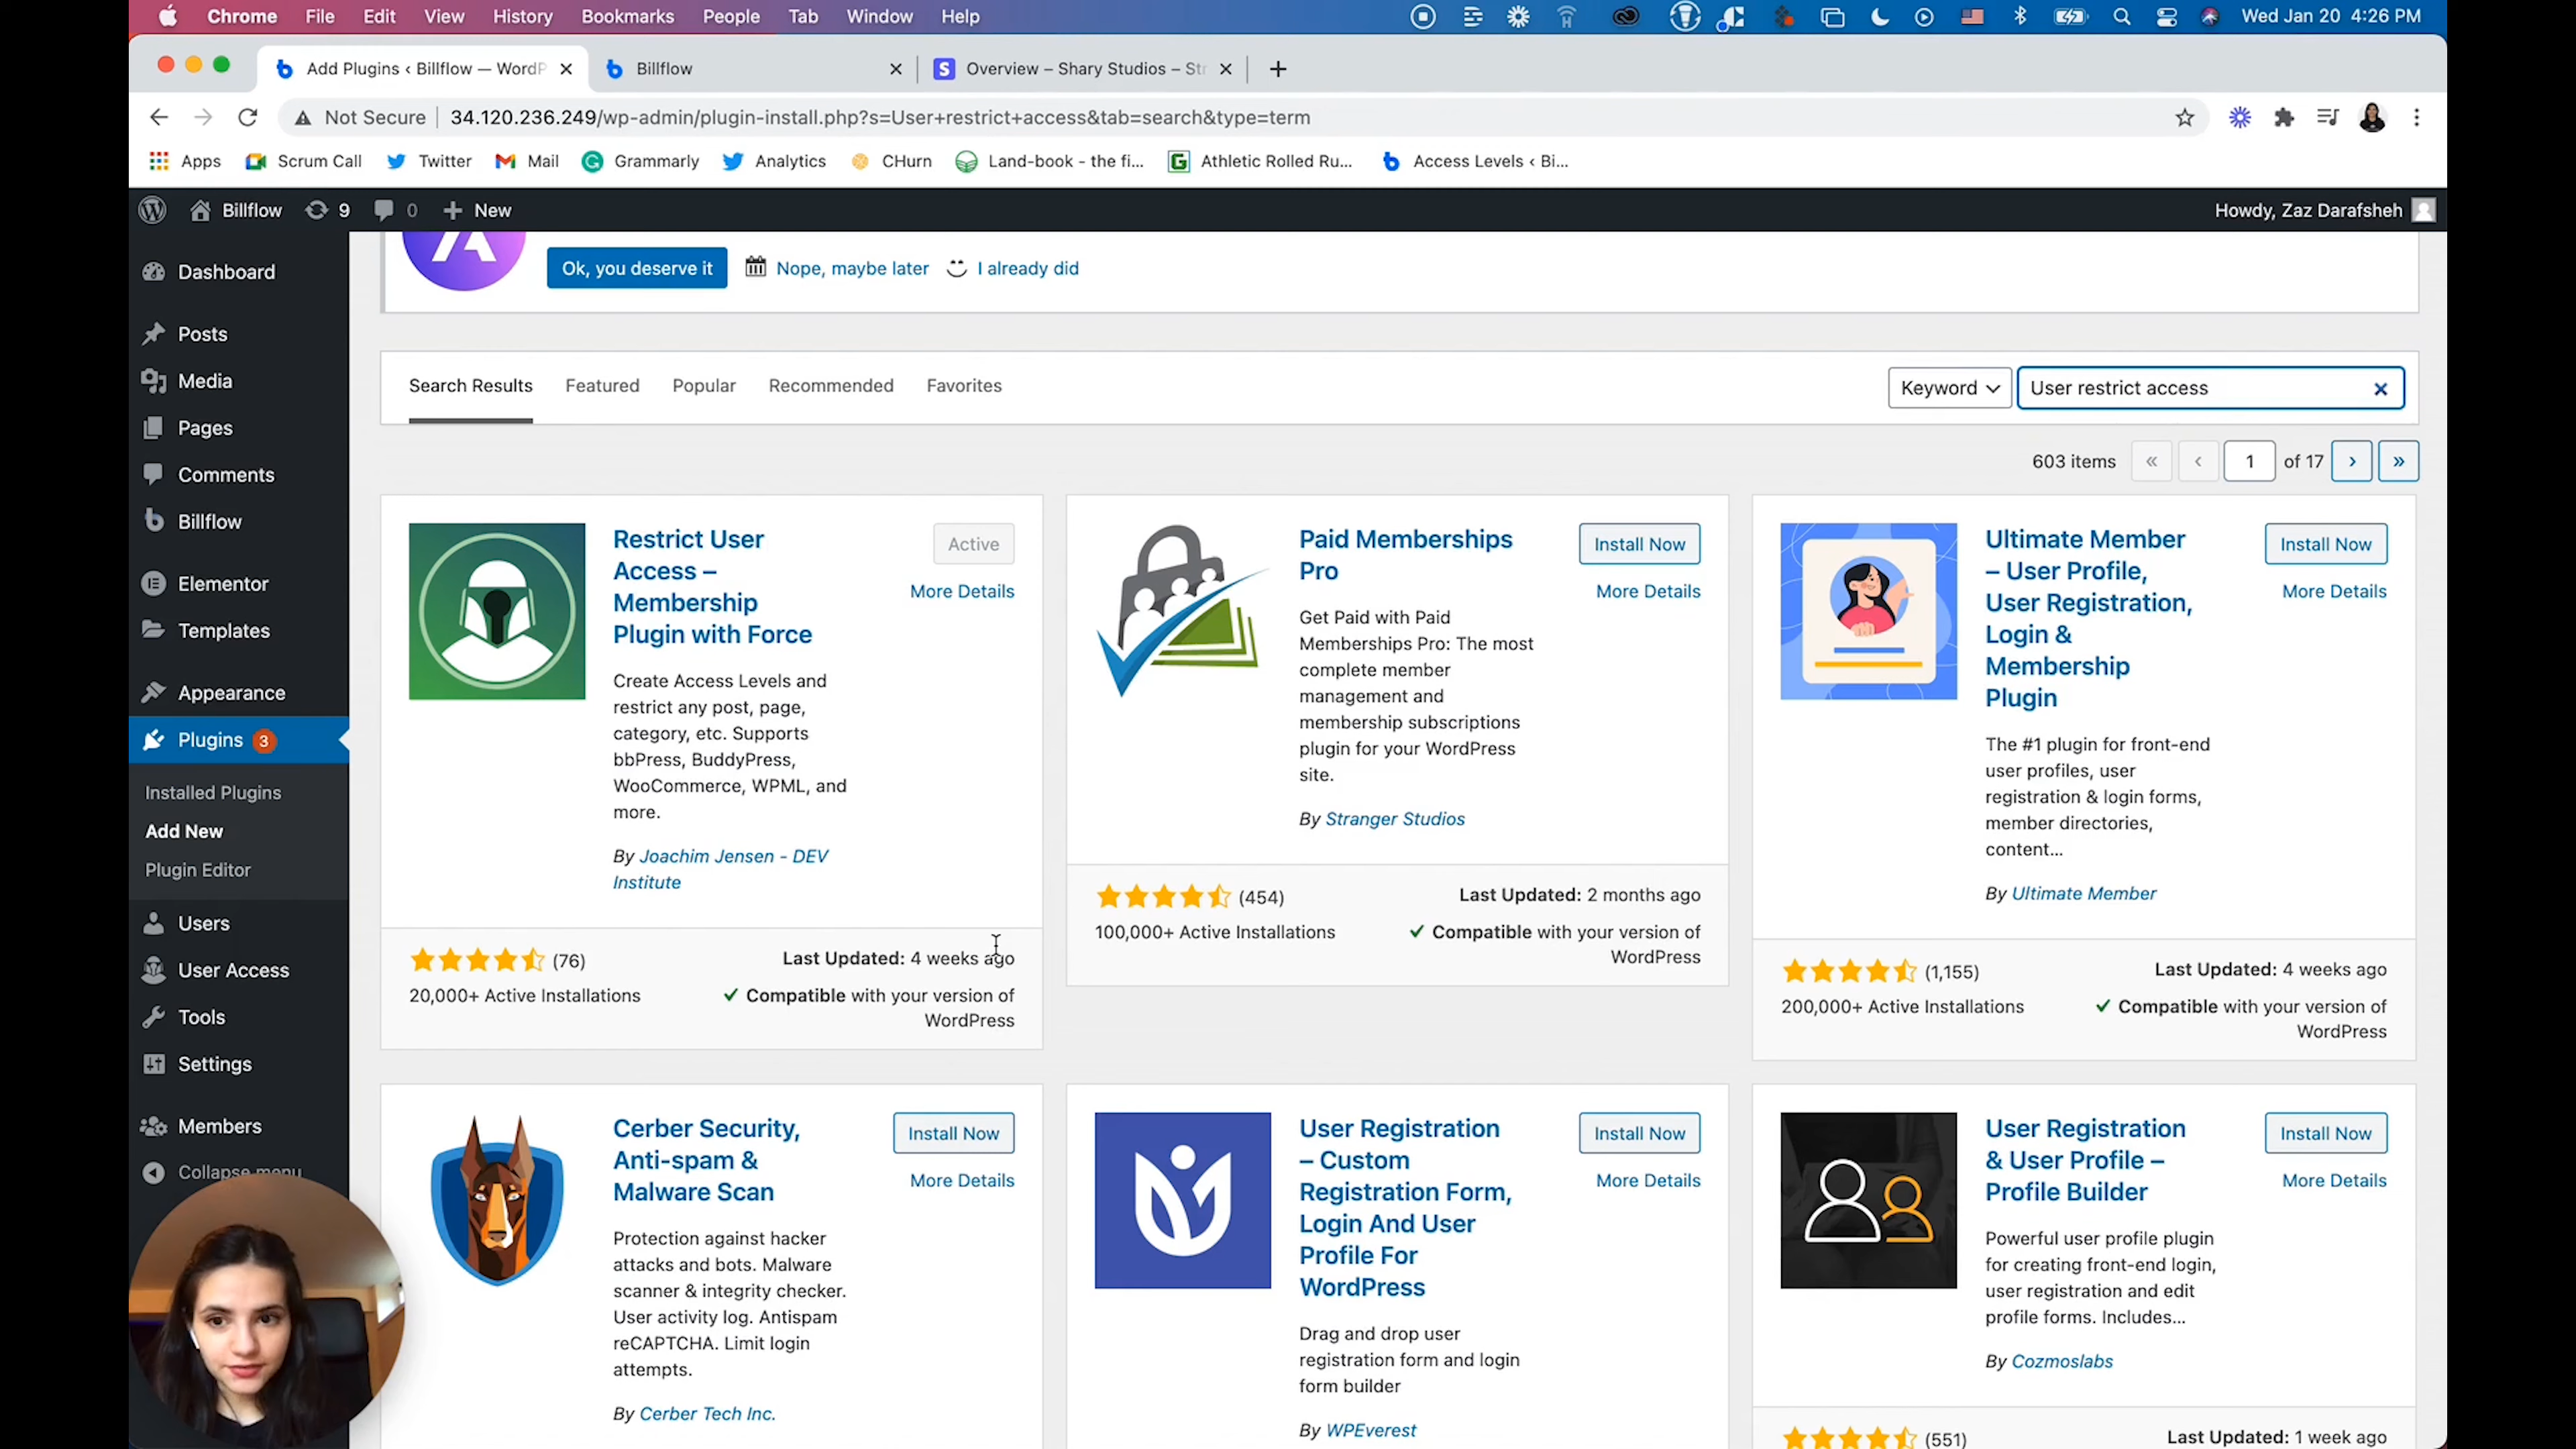 Chrome File Edit View History Bookmarks People Tab Window Help Wed Jan 20 4:26 PM
Add Plugins ‹ Billflow — WordP Billflow Overview – Shary Studios – Str
Not Secure 34.120.236.249/wp-admin/plugin-install.php?s=User+restrict+access&tab=search&type=term
Apps Scrum Call Twitter Mail Grammarly Analytics CHurn Land-book - the fi... Athletic Rolled Ru... Access Levels ‹ Bi...
Billflow 9 0 New Howdy, Zaz Darafsheh
Dashboard
Posts
Media
Pages
Comments
Billflow
Elementor
Templates
Appearance
Plugins 3
Installed Plugins
Add New
Plugin Editor
Users
User Access
Tools
Settings
Members
Collapse menu
Ok, you deserve it Nope, maybe later I already did
Search Results Featured Popular Recommended Favorites Keyword User restrict access
603 items « ‹ 1 of 17 › »
Restrict User
Access –
Membership
Plugin with Force
Active
More Details
Create Access Levels and
restrict any post, page,
category, etc. Supports
bbPress, BuddyPress,
WooCommerce, WPML, and
more.
By Joachim Jensen - DEV
Institute
(76)
Last Updated: 4 weeks ago
20,000+ Active Installations
Compatible with your version of
WordPress
Paid Memberships
Pro
Install Now
More Details
Get Paid with Paid
Memberships Pro: The most
complete member
management and
membership subscriptions
plugin for your WordPress
site.
By Stranger Studios
(454)
Last Updated: 2 months ago
100,000+ Active Installations
Compatible with your version of
WordPress
Ultimate Member
– User Profile,
User Registration,
Login &
Membership
Plugin
Install Now
More Details
The #1 plugin for front-end
user profiles, user
registration & login forms,
member directories,
content...
By Ultimate Member
(1,155)
Last Updated: 4 weeks ago
200,000+ Active Installations
Compatible with your version of
WordPress
Cerber Security,
Anti-spam &
Malware Scan
Install Now
More Details
Protection against hacker
attacks and bots. Malware
scanner & integrity checker.
User activity log. Antispam
reCAPTCHA. Limit login
attempts.
By Cerber Tech Inc.
User Registration
– Custom
Registration Form,
Login And User
Profile For
WordPress
Install Now
More Details
Drag and drop user
registration form and login
form builder
By WPEverest
User Registration
& User Profile –
Profile Builder
Install Now
More Details
Powerful user profile plugin
for creating front-end login,
user registration and edit
profile forms. Includes...
By Cozmoslabs
(551)
Last Updated: 1 week ago